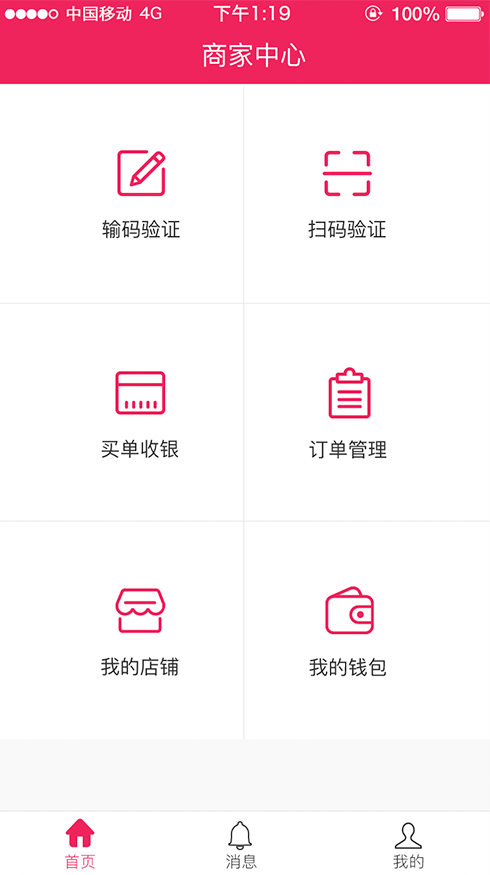 中国移动 4G 下午1:19 100%
商家中心
输码验证 扫码验证
买单收银 订单管理
我的店铺 我的钱包
首页 消息 我的